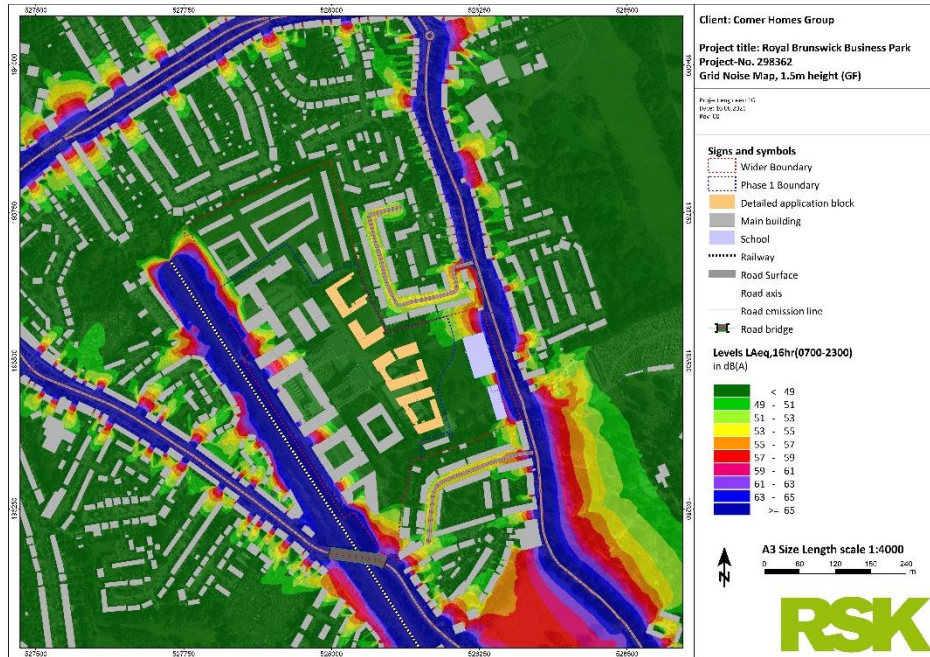 527500
527750
528000
528250
528500
Client: Comer Homes Group
Project title: Royal Brunswick Business Park
Project-No. 298362
Grid Noise Map, 1.5m height (GF)
Signs and symbols
Wider Boundary
Phase 1 Boundary
Detailed application block
Main building
School
Railway
Road Surface
Road axis
Road emission line
Road bridge
Levels LAeq,16hr(0700-2300)
in dB(A)
< 49
49 - 51
51 - 53
53 - 55
55 - 57
57 - 59
59 - 61
61 - 63
63 - 65
>= 65
A3 Size Length scale 1:4000
0 60 120 180 240
m
N
RSK
527500
527750
528000
528250
528500